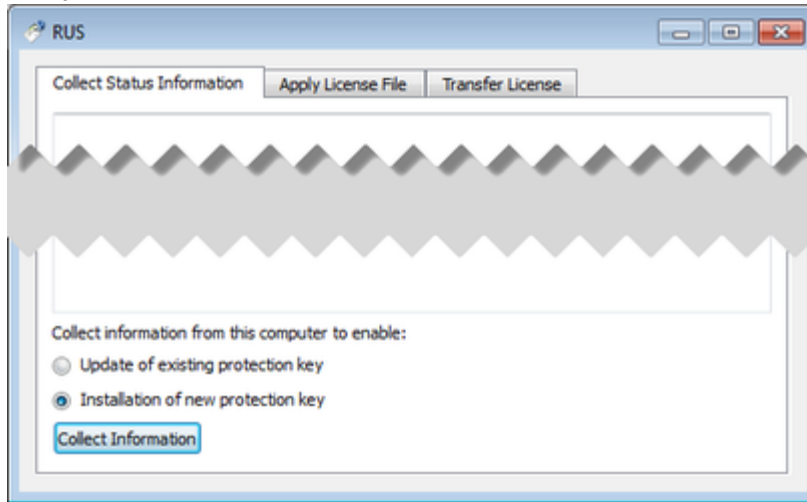 RUS
Collect Status Information Apply License File Transfer License
Collect information from this computer to enable:
Update of existing protection key
Installation of new protection key
Collect Information